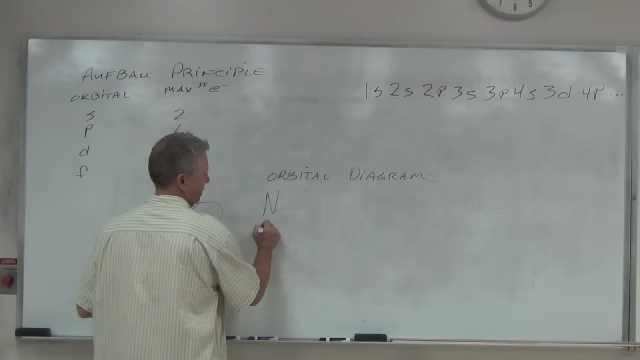 AUFBAU PRINCIPLE
ORBITAL MAX # e⁻
s 2
p
d
f
1s 2s 2p 3s 3p 4s 3d 4p ...
ORBITAL DIAGRAM:
N